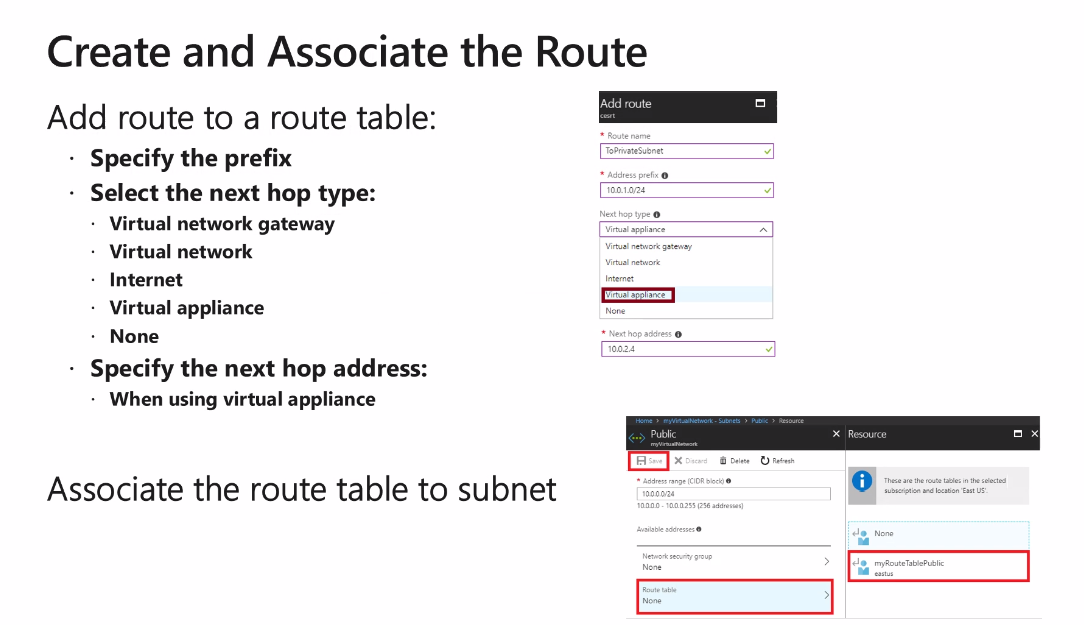 Create and Associate the Route
Add route to a route table:
· Specify the prefix
· Select the next hop type:
· Virtual network gateway
· Virtual network
· Internet
· Virtual appliance
· None
· Specify the next hop address:
· When using virtual appliance
Associate the route table to subnet
Add route
cesrt
* Route name
ToPrivateSubnet
* Address prefix
10.0.1.0/24
Next hop type
Virtual appliance
Virtual network gateway
Virtual network
Internet
Virtual appliance
None
* Next hop address
10.0.2.4
Home > myVirtualNetwork - Subnets > Public > Resource
Public
myVirtualNetwork
Save Discard Delete Refresh
* Address range (CIDR block)
10.0.0.0/24
10.0.0.0 - 10.0.0.255 (256 addresses)
Available addresses
Network security group
None
Route table
None
Resource
These are the route tables in the selected
subscription and location 'East US'.
None
myRouteTablePublic
eastus